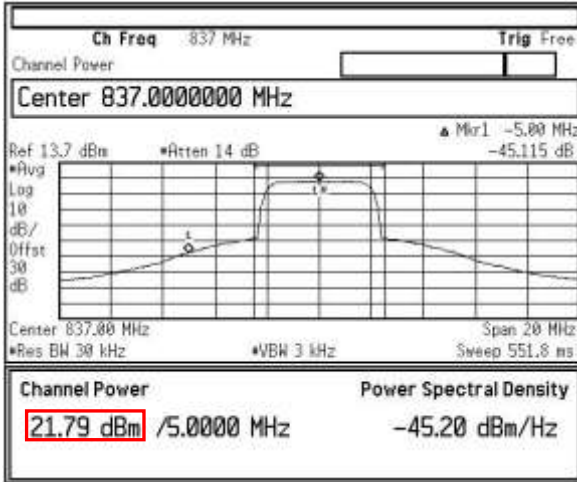 Ch Freq 837 MHz Trig Free
Channel Power
Center 837.0000000 MHz
Δ Mkr1 -5.00 MHz
Ref 13.7 dBm *Atten 14 dB -45.115 dB
*Avg
Log
10
dB/
Offst
30
dB
1
1R
Center 837.00 MHz Span 20 MHz
*Res BW 30 kHz *VBW 3 kHz Sweep 551.8 ms
Channel Power Power Spectral Density
21.79 dBm /5.0000 MHz -45.20 dBm/Hz